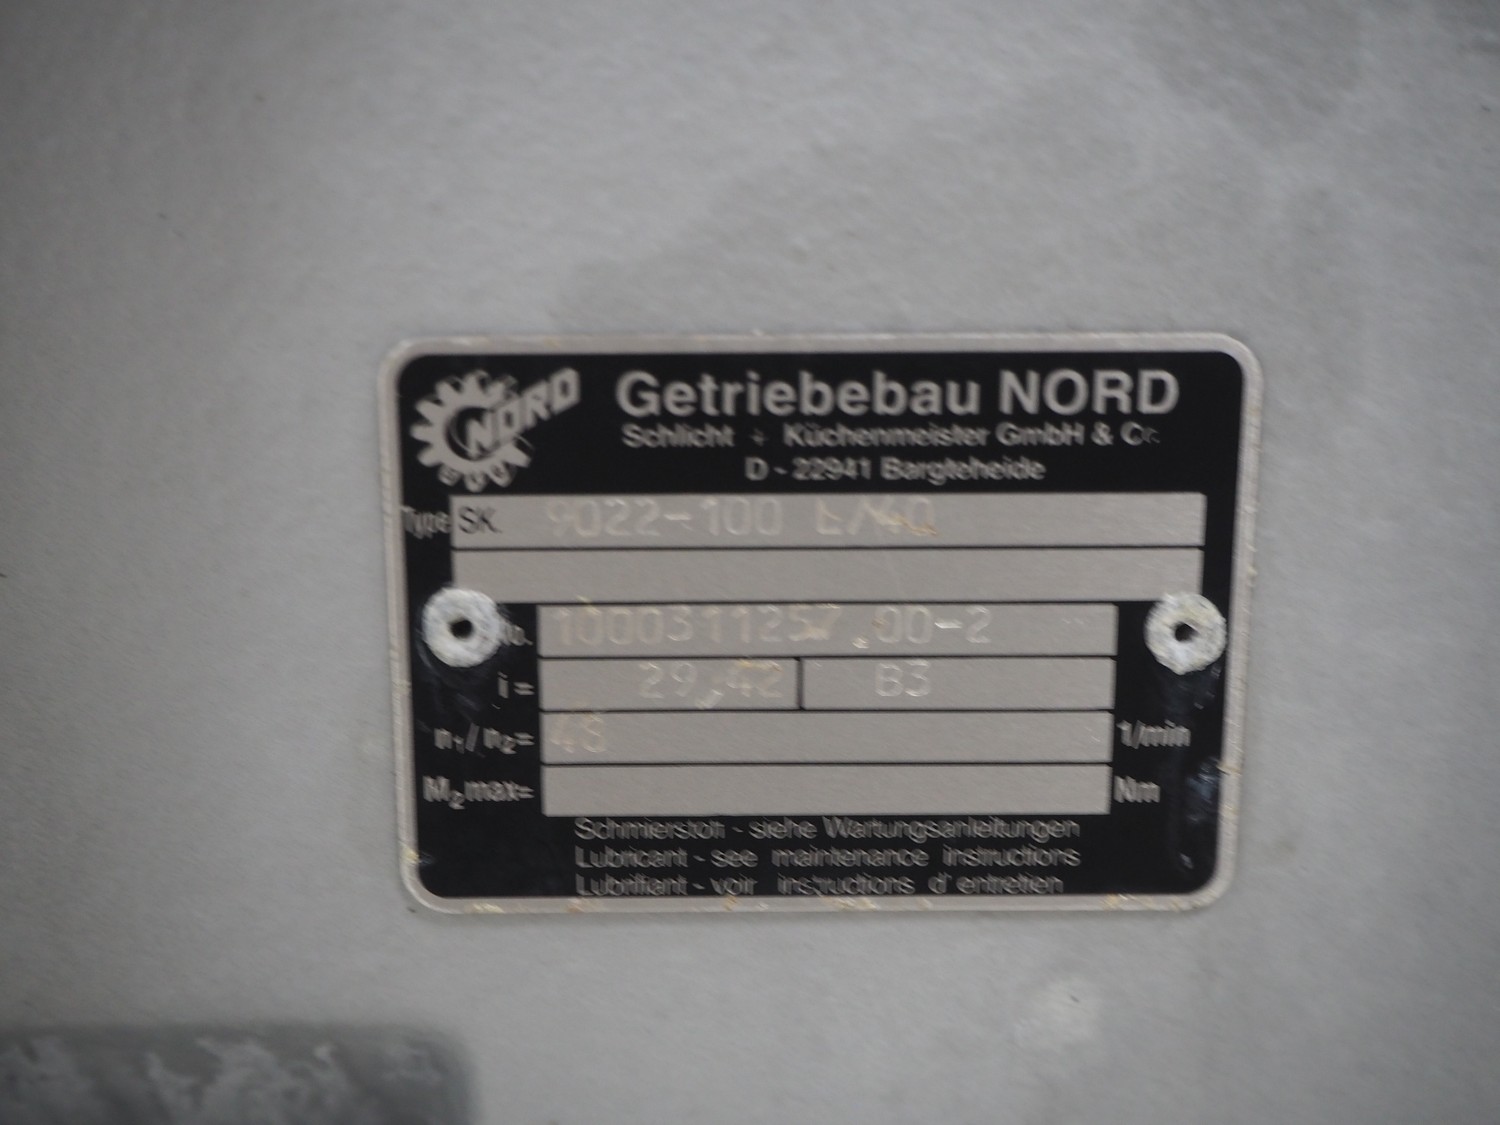 NORD
Getriebebau NORD
Schlicht + Küchenmeister GmbH & Co.
D - 22941 Bargteheide
Type SK. 9022-100 L/40
No. 1000311257.00-2
i = 29,42 B3
n₁/ n₂= 48 1/min
M₂max= Nm
Schmierstoff - siehe Wartungsanleitungen
Lubricant - see maintenance instructions
Lubrifiant - voir instructions d' entretien